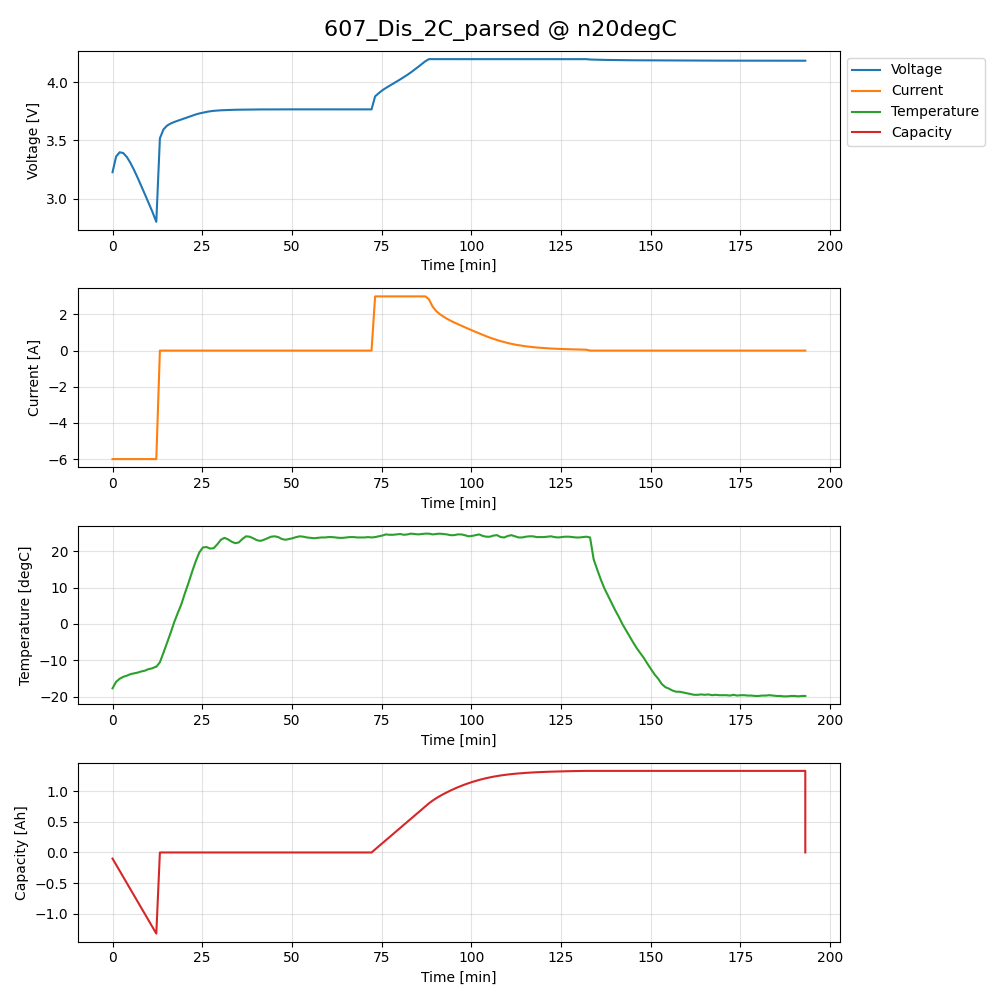 607_Dis_2C_parsed @ n20degC
Voltage [V]
4.0
3.5
3.0
0 25 50 75 100 125 150 175 200
Time [min]
Voltage
Current
Temperature
Capacity
Current [A]
2
0
−2
−4
−6
0 25 50 75 100 125 150 175 200
Time [min]
Temperature [degC]
20
10
0
−10
−20
0 25 50 75 100 125 150 175 200
Time [min]
Capacity [Ah]
1.0
0.5
0.0
−0.5
−1.0
0 25 50 75 100 125 150 175 200
Time [min]